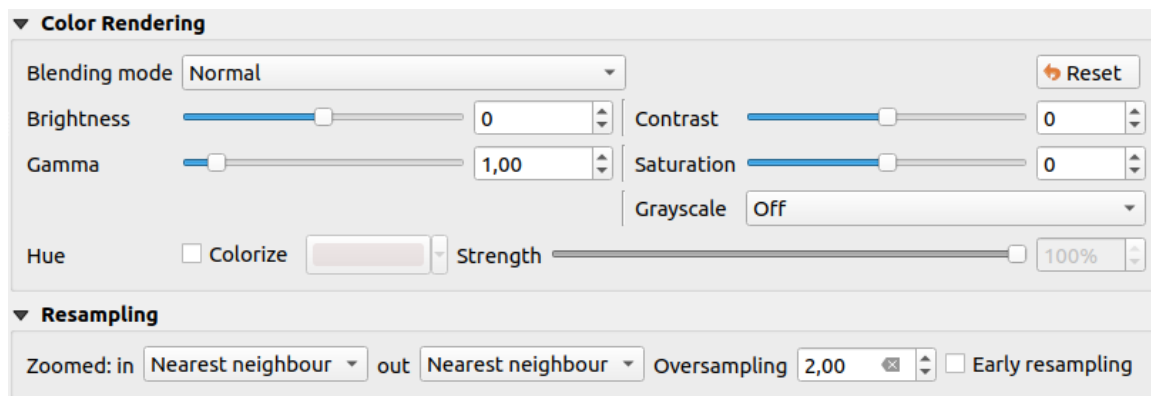 Color Rendering
Blending mode Normal Reset
Brightness 0 Contrast 0
Gamma 1,00 Saturation 0
Grayscale Off
Hue Colorize Strength 100%
Resampling
Zoomed: in Nearest neighbour out Nearest neighbour Oversampling 2,00 Early resampling